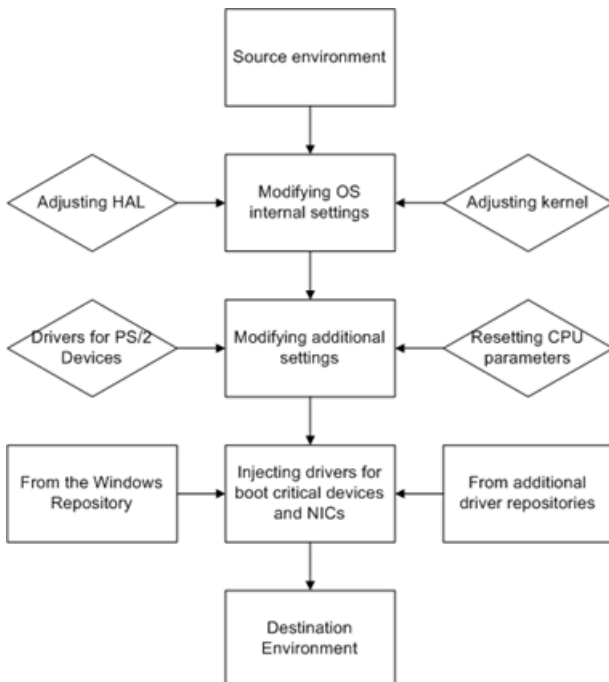 Source environment
Adjusting HAL
Modifying OS
internal settings
Adjusting kernel
Drivers for PS/2
Devices
Modifying additional
settings
Resetting CPU
parameters
From the Windows
Repository
Injecting drivers for
boot critical devices
and NICs
From additional
driver repositories
Destination
Environment